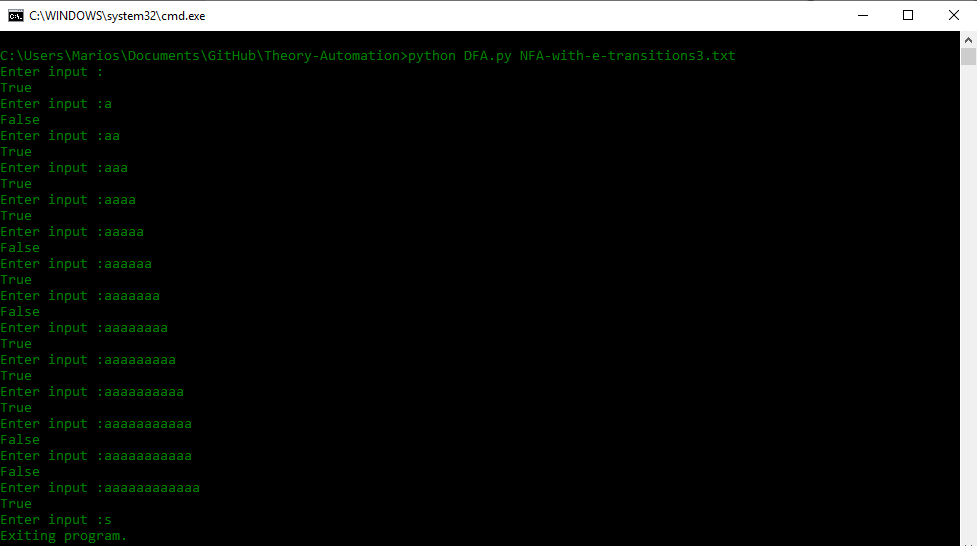 C:\WINDOWS\system32\cmd.exe
C:\Users\Marios\Documents\GitHub\Theory-Automation>python DFA.py NFA-with-e-transitions3.txt
Enter input :
True
Enter input :a
False
Enter input :aa
True
Enter input :aaa
True
Enter input :aaaa
True
Enter input :aaaaa
False
Enter input :aaaaaa
True
Enter input :aaaaaaa
False
Enter input :aaaaaaaa
True
Enter input :aaaaaaaaa
True
Enter input :aaaaaaaaaa
True
Enter input :aaaaaaaaaaa
False
Enter input :aaaaaaaaaaa
False
Enter input :aaaaaaaaaaaa
True
Enter input :s
Exiting program.